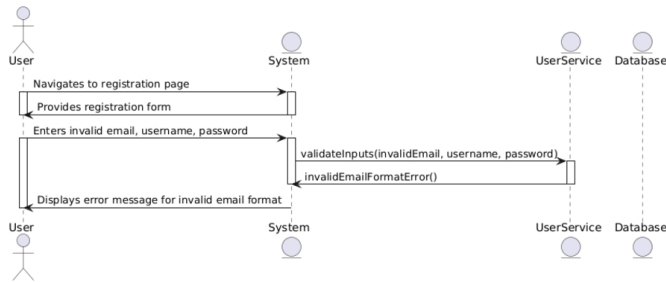 User
System
UserService
Database
Navigates to registration page
Provides registration form
Enters invalid email, username, password
validateInputs(invalidEmail, username, password)
invalidEmailFormatError()
Displays error message for invalid email format
User
System
UserService
Database